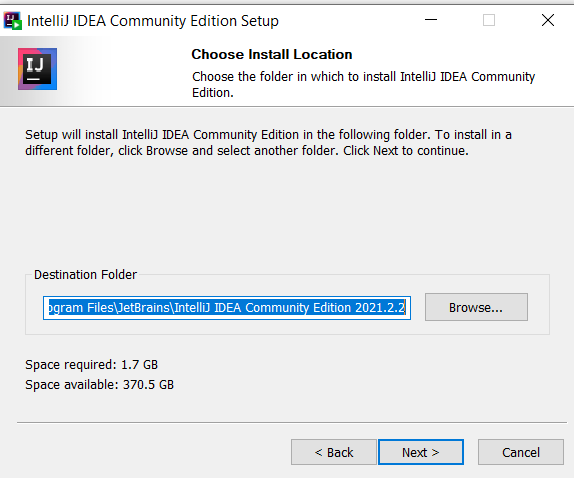 IntelliJ IDEA Community Edition Setup
IJ
Choose Install Location
Choose the folder in which to install IntelliJ IDEA Community
Edition.
Setup will install IntelliJ IDEA Community Edition in the following folder. To install in a
different folder, click Browse and select another folder. Click Next to continue.
Destination Folder
ogram Files\JetBrains\IntelliJ IDEA Community Edition 2021.2.2
Browse...
Space required: 1.7 GB
Space available: 370.5 GB
< Back
Next >
Cancel